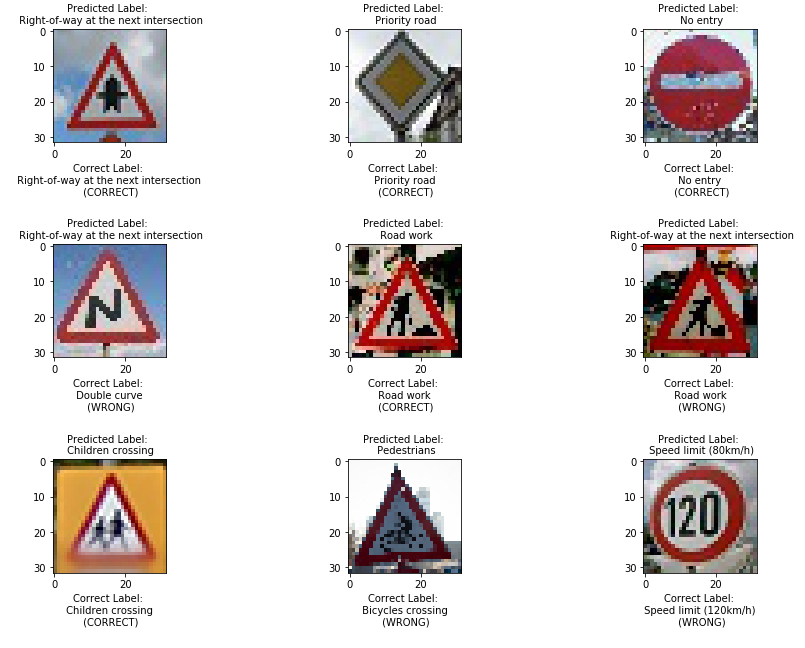 Predicted Label:
Right-of-way at the next intersection
0
10
20
30
0
20
Correct Label:
Right-of-way at the next intersection
(CORRECT)
Predicted Label:
Priority road
0
10
20
30
0
20
Correct Label:
Priority road
(CORRECT)
Predicted Label:
No entry
0
10
20
30
0
20
Correct Label:
No entry
(CORRECT)
Predicted Label:
Right-of-way at the next intersection
0
10
20
30
0
20
Correct Label:
Double curve
(WRONG)
Predicted Label:
Road work
0
10
20
30
0
20
Correct Label:
Road work
(CORRECT)
Predicted Label:
Right-of-way at the next intersection
0
10
20
30
0
20
Correct Label:
Road work
(WRONG)
Predicted Label:
Children crossing
0
10
20
30
0
20
Correct Label:
Children crossing
(CORRECT)
Predicted Label:
Pedestrians
0
10
20
30
0
20
Correct Label:
Bicycles crossing
(WRONG)
Predicted Label:
Speed limit (80km/h)
0
10
20
30
120
0
20
Correct Label:
Speed limit (120km/h)
(WRONG)